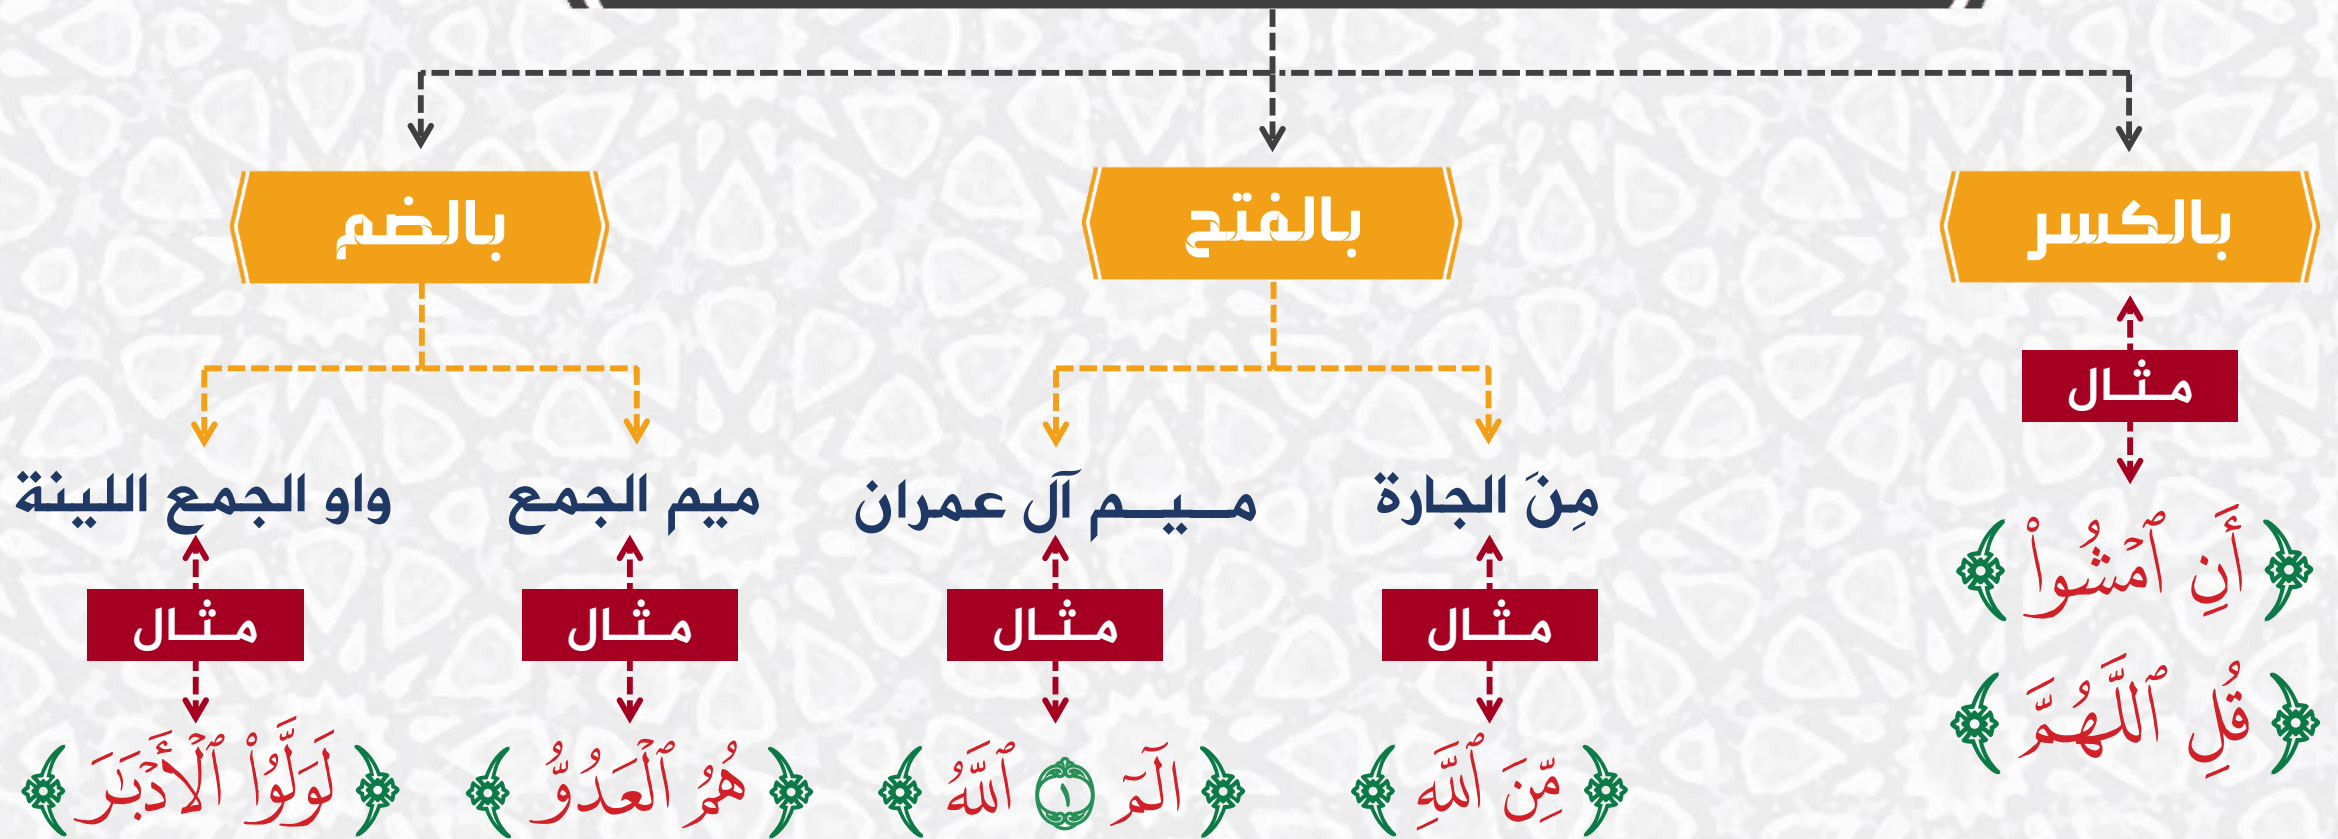 بالكسر
بالفتح
بالضم
مثال
مِنَ الجارة
ميم آل عمران
ميم الجمع
واو الجمع اللينة
﴿أَنِ ٱمۡشُواْ﴾
مثال
مثال
مثال
مثال
﴿قُلِ ٱللَّهُمَّ﴾
﴿مِّنَ ٱللَّهِ﴾
﴿الٓمٓ ١ ٱللَّهُ﴾
﴿هُمُ ٱلۡعَدُوُّ﴾
﴿لَوَلَّوُاْ ٱلۡأَدۡبَٰرَ﴾